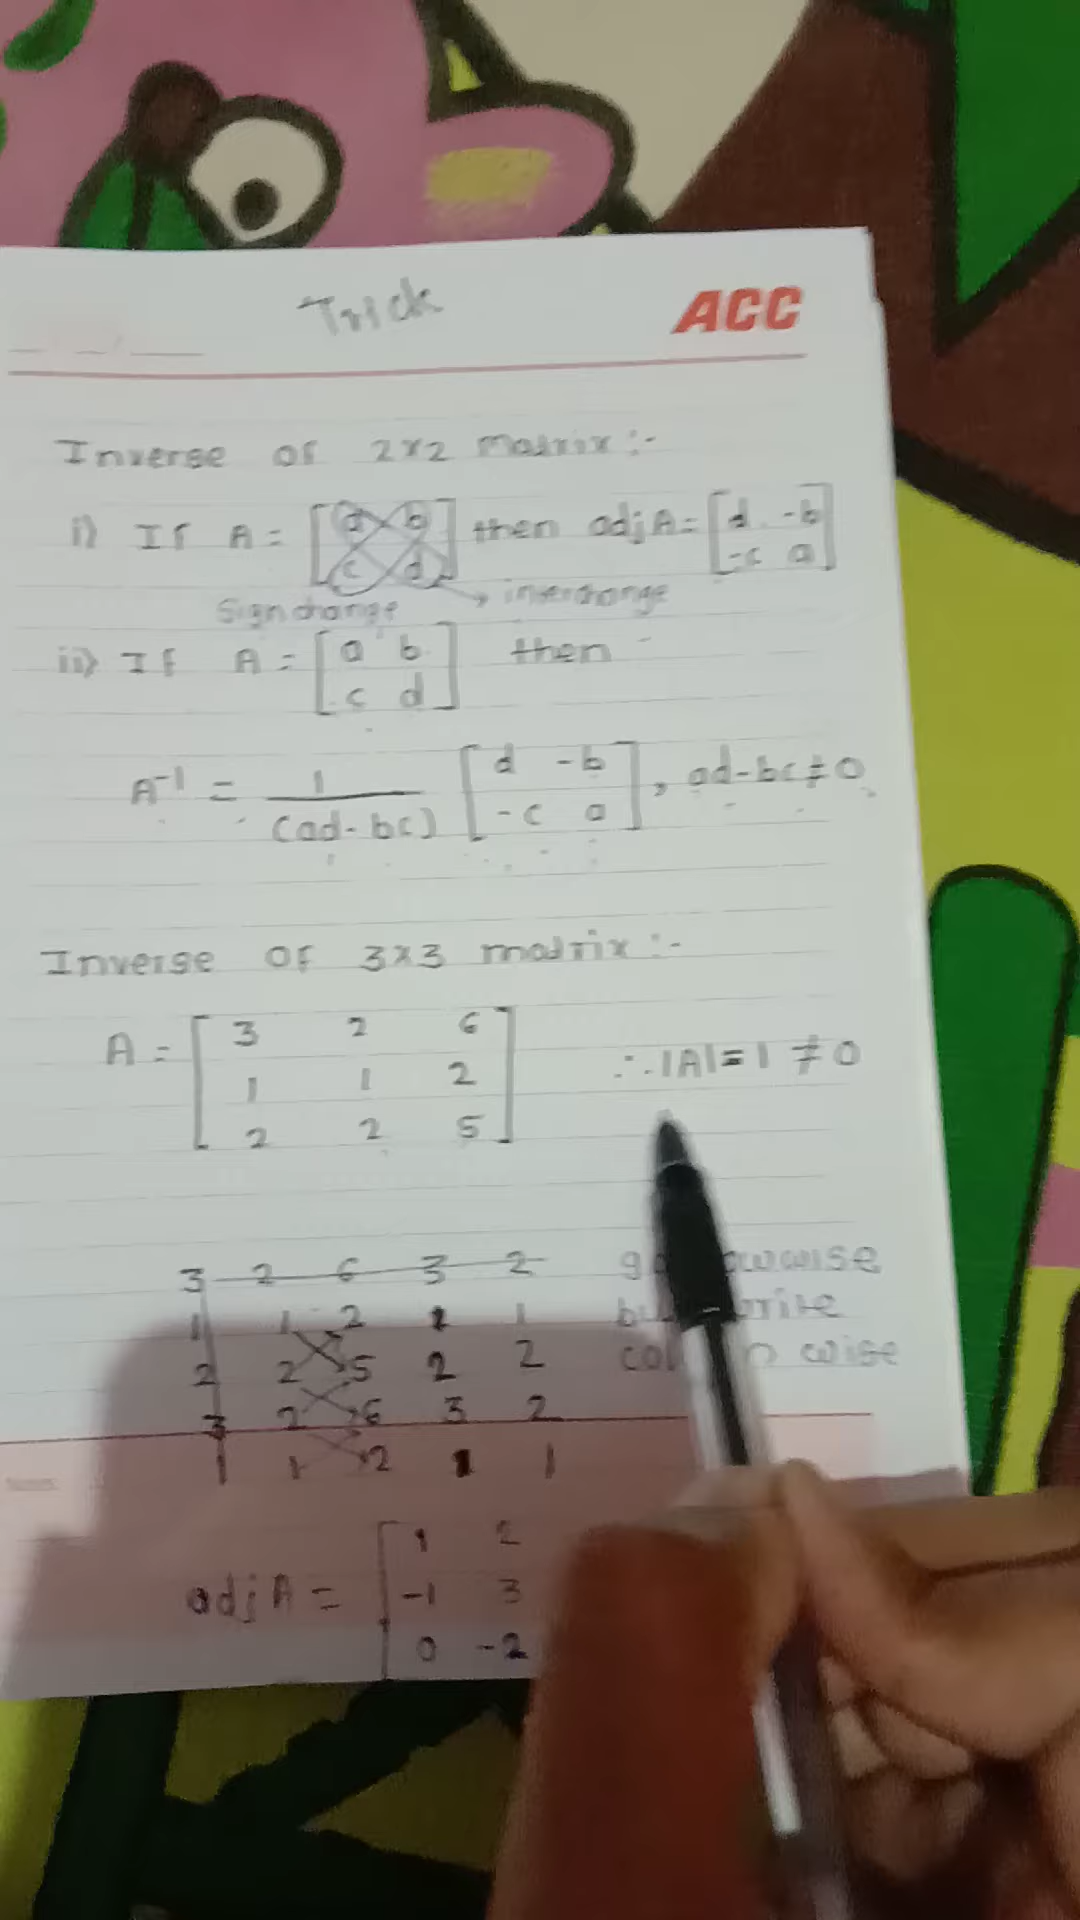 Trick
ACC
Inverse of 2x2 Matrix:-
i) If A = [a b c d] then adj A = [d -b -c a]
Sign change → interchange
ii) If A = [a b c d] then
A⁻¹ = 1/(ad-bc) [d -b -c a], ad-bc≠0
Inverse of 3x3 matrix:-
A = [3 2 6
1 1 2
2 2 5]
∴ |A| = 1 ≠ 0
3 2 6 3 2
1 1 2 1 1
2 2 5 2 2
3 2 6 3 2
1 1 2 1 1
wise
adj A = [1 2
-1 3
0 -2